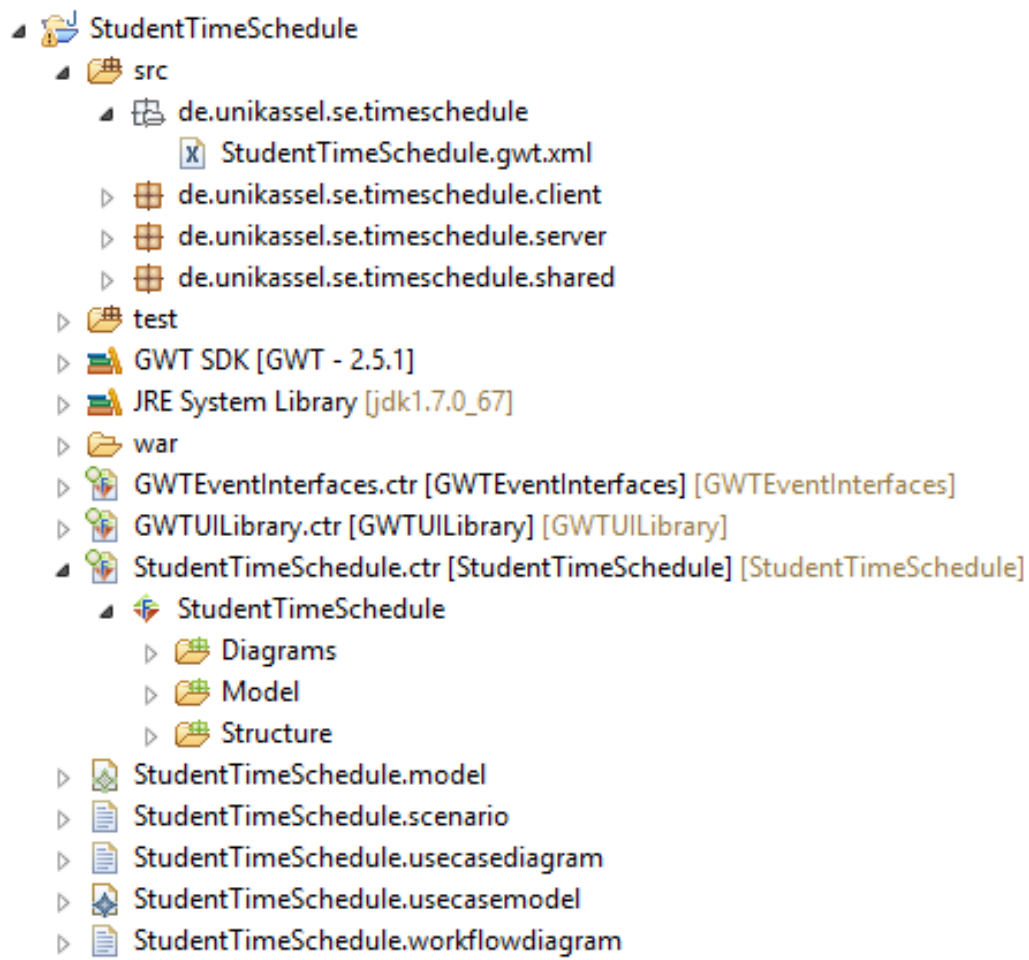 StudentTimeSchedule
src
de.unikassel.se.timeschedule
StudentTimeSchedule.gwt.xml
de.unikassel.se.timeschedule.client
de.unikassel.se.timeschedule.server
de.unikassel.se.timeschedule.shared
test
GWT SDK [GWT - 2.5.1]
JRE System Library [jdk1.7.0_67]
war
GWTEventInterfaces.ctr [GWTEventInterfaces] [GWTEventInterfaces]
GWTUILibrary.ctr [GWTUILibrary] [GWTUILibrary]
StudentTimeSchedule.ctr [StudentTimeSchedule] [StudentTimeSchedule]
StudentTimeSchedule
Diagrams
Model
Structure
StudentTimeSchedule.model
StudentTimeSchedule.scenario
StudentTimeSchedule.usecasediagram
StudentTimeSchedule.usecasemodel
StudentTimeSchedule.workflowdiagram